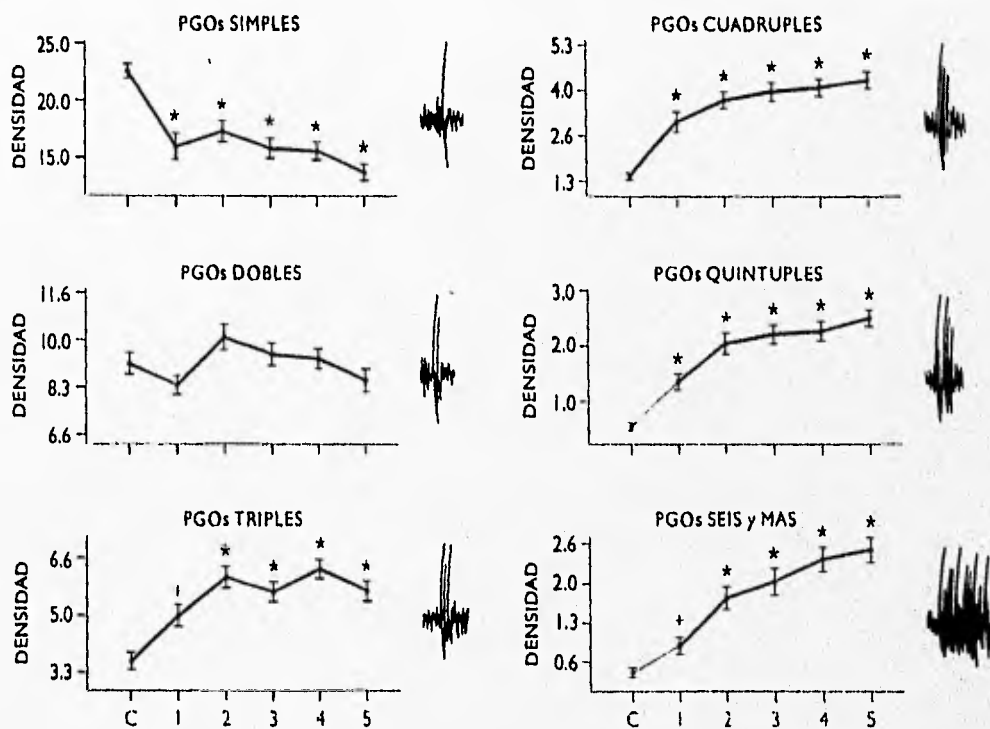 PGOs SIMPLES
25.0
20.0
15.0
DENSIDAD
PGOs CUADRUPLES
5.3
4.0
2.6
1.3
DENSIDAD
PGOs DOBLES
11.6
10.0
8.3
6.6
DENSIDAD
PGOs QUINTUPLES
3.0
2.0
1.0
DENSIDAD
PGOs TRIPLES
6.6
5.0
3.3
DENSIDAD
C 1 2 3 4 5
PGOs SEIS y MAS
2.6
2.0
1.3
0.6
DENSIDAD
C 1 2 3 4 5